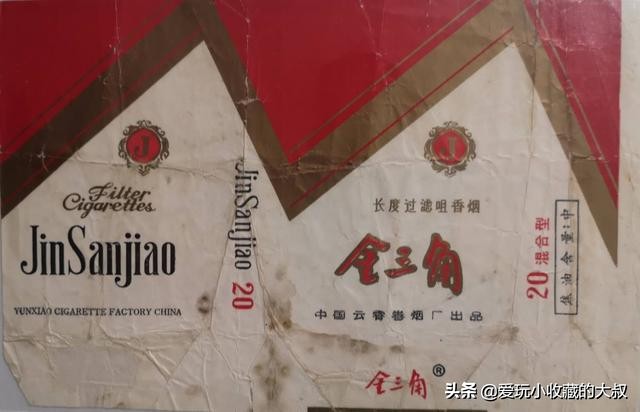 J
Filter
Cigarettes
JinSanjiao
YUNXIAO CIGARETTE FACTORY CHINA
JinSanjiao 20
J
长度过滤咀香烟
金三角
中国云霄卷烟厂出品
金三角®
20 混合型
焦油含量:中
头条 @爱玩小收藏的大叔